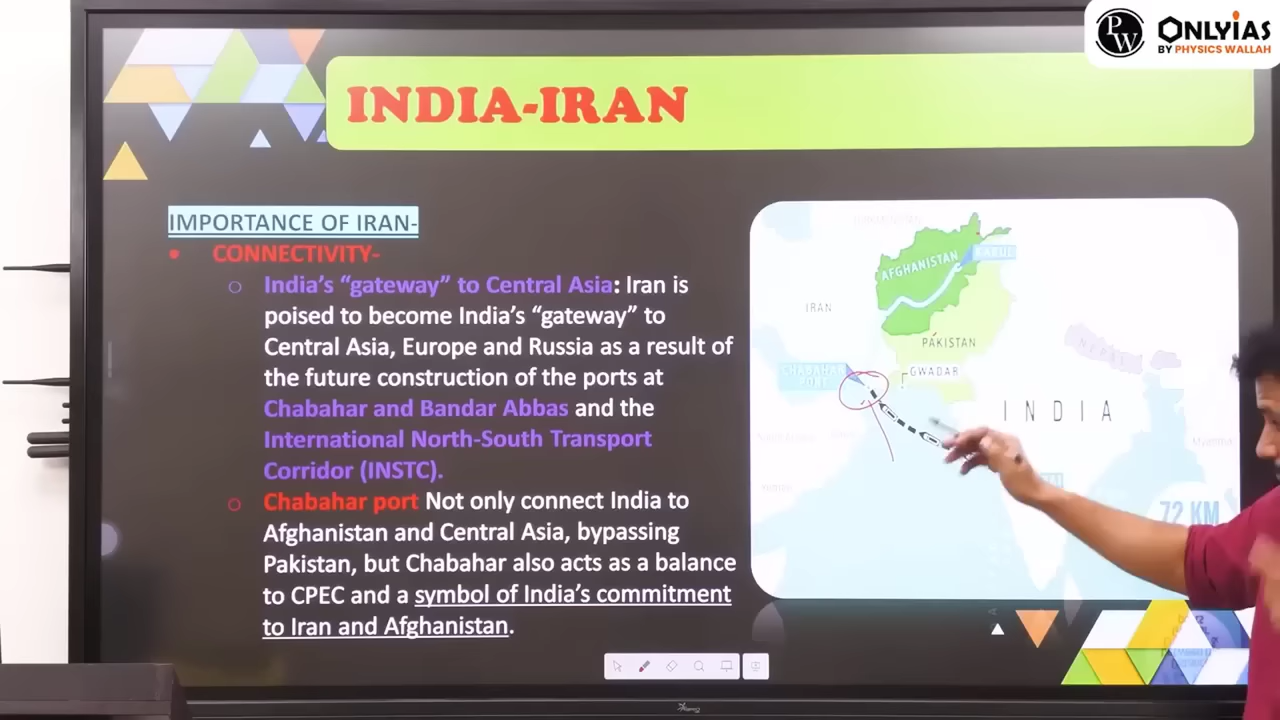 PW
ONLYIAS
BY PHYSICS WALLAH
INDIA-IRAN
IMPORTANCE OF IRAN-
• CONNECTIVITY-
o India's “gateway” to Central Asia: Iran is
poised to become India's “gateway” to
Central Asia, Europe and Russia as a result of
the future construction of the ports at
Chabahar and Bandar Abbas and the
International North-South Transport
Corridor (INSTC).
o Chabahar port Not only connect India to
Afghanistan and Central Asia, bypassing
Pakistan, but Chabahar also acts as a balance
to CPEC and a symbol of India's commitment
to Iran and Afghanistan.
AFGHANISTAN
KABUL
IRAN
PAKISTAN
NEPAL
CHABAHAR
PORT
GWADAR
INDIA
Myanmar
72 KM